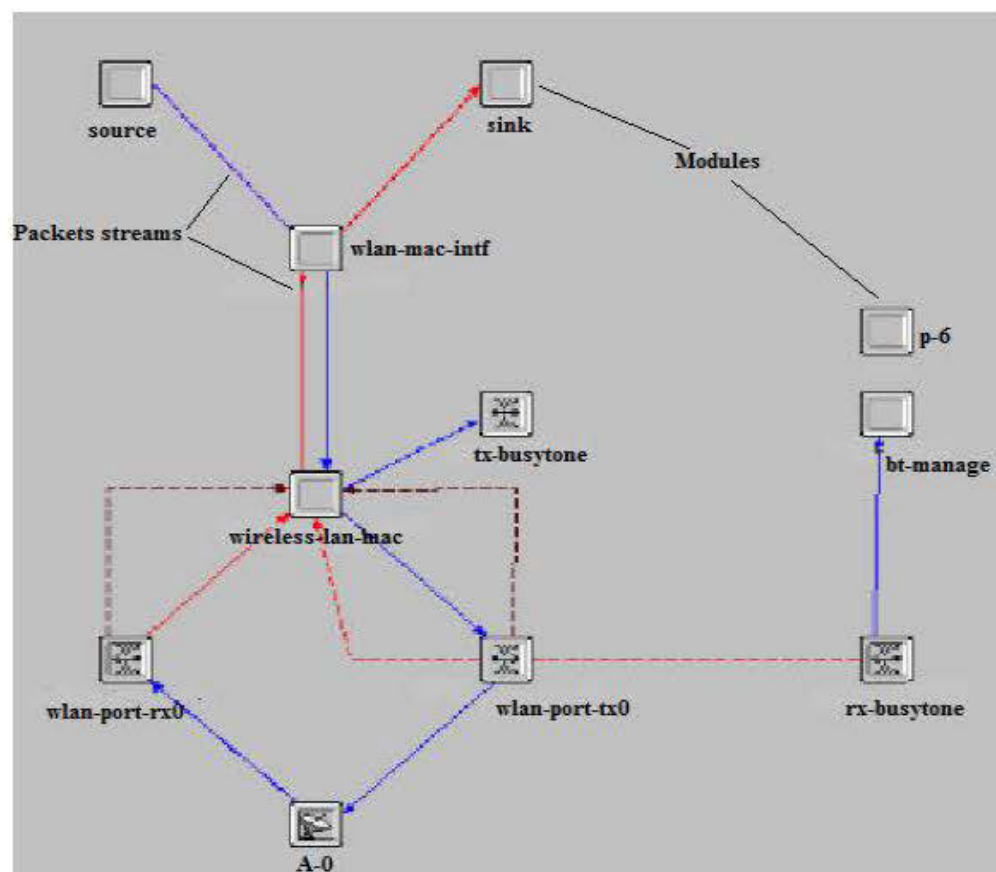 source
sink
Modules
Packets streams
wlan-mac-intf
p-6
tx-busytone
bt-manage
wireless-lan-mac
wlan-port-rx0
wlan-port-tx0
rx-busytone
A-0